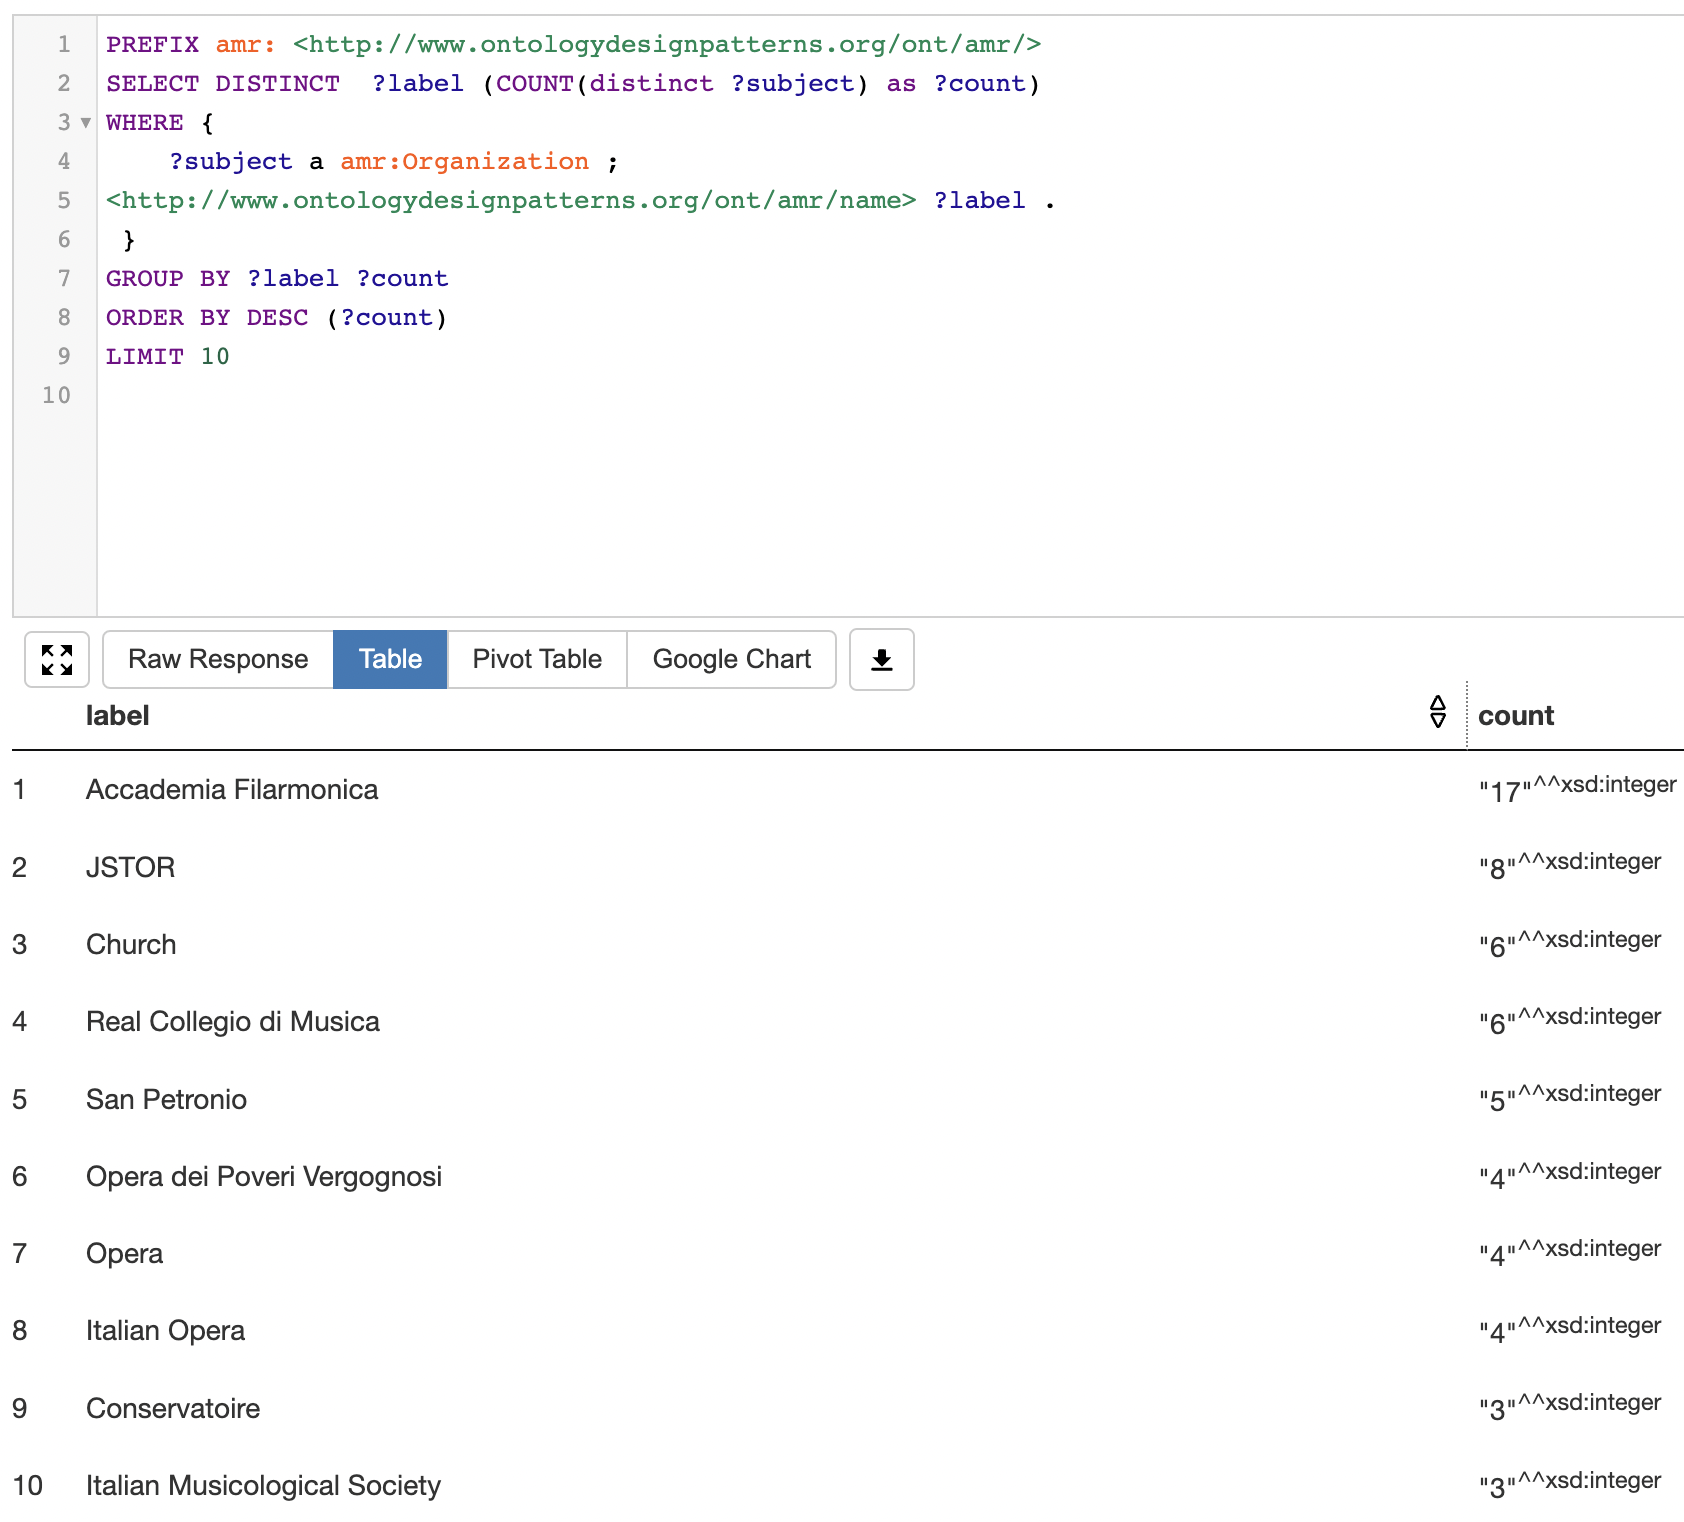 1 PREFIX amr: <http://www.ontologydesignpatterns.org/ont/amr/>
2 SELECT DISTINCT  ?label (COUNT(distinct ?subject) as ?count)
3 WHERE {
4     ?subject a amr:Organization ;
5 <http://www.ontologydesignpatterns.org/ont/amr/name> ?label .
6  }
7 GROUP BY ?label ?count
8 ORDER BY DESC (?count)
9 LIMIT 10
10
Raw Response Table Pivot Table Google Chart
label count
1 Accademia Filarmonica "17"^^xsd:integer
2 JSTOR "8"^^xsd:integer
3 Church "6"^^xsd:integer
4 Real Collegio di Musica "6"^^xsd:integer
5 San Petronio "5"^^xsd:integer
6 Opera dei Poveri Vergognosi "4"^^xsd:integer
7 Opera "4"^^xsd:integer
8 Italian Opera "4"^^xsd:integer
9 Conservatoire "3"^^xsd:integer
10 Italian Musicological Society "3"^^xsd:integer